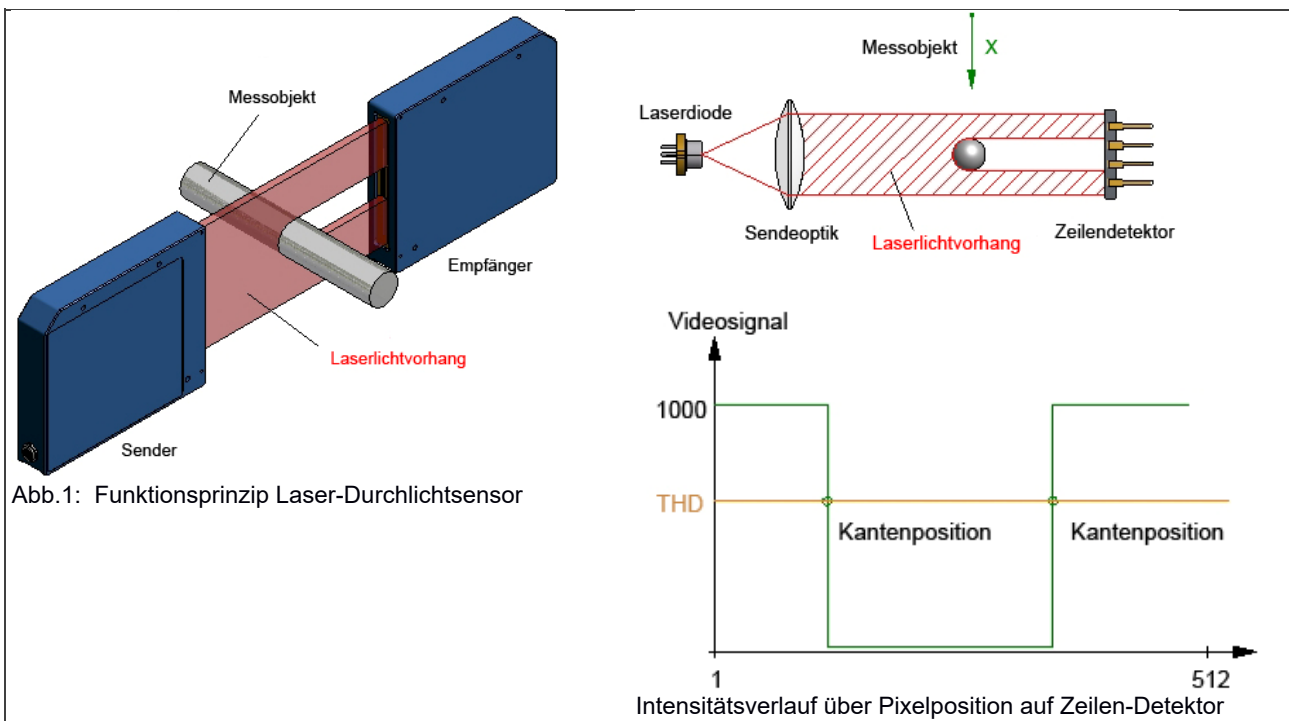 Messobjekt
Empfänger
Laserlichtvorhang
Sender
Abb.1: Funktionsprinzip Laser-Durchlichtsensor
Messobjekt X
Laserdiode
Sendeoptik
Laserlichtvorhang
Zeilendetektor
Videosignal
1000
THD
Kantenposition Kantenposition
1 512
Intensitätsverlauf über Pixelposition auf Zeilen-Detektor